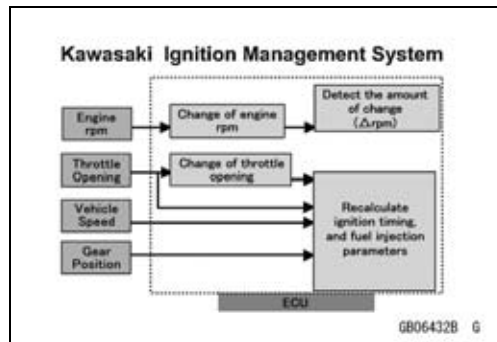 Kawasaki Ignition Management System
Engine
rpm
Change of engine
rpm
Detect the amount
of change
(△rpm)
Throttle
Opening
Change of throttle
opening
Vehicle
Speed
Gear
Position
Recalculate
ignition timing,
and fuel injection
parameters
ECU
GB06432B G